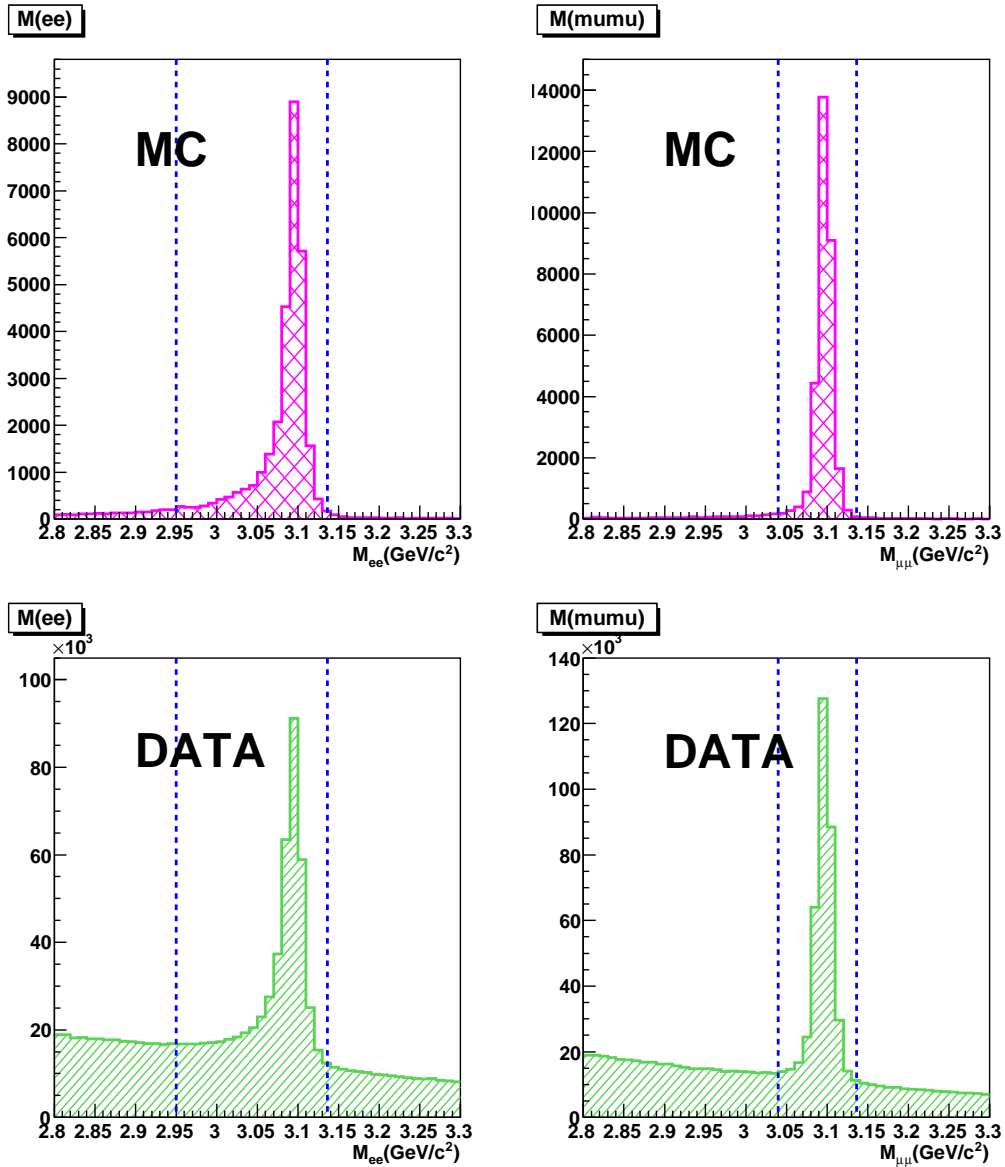 M(ee)
9000
8000
7000
6000
5000
4000
3000
2000
1000
0
MC
2.8 2.85 2.9 2.95 3 3.05 3.1 3.15 3.2 3.25 3.3
M_ee(GeV/c²)
M(mumu)
14000
12000
10000
8000
6000
4000
2000
0
MC
2.8 2.85 2.9 2.95 3 3.05 3.1 3.15 3.2 3.25 3.3
M_μμ(GeV/c²)
M(ee)
×10³
100
80
60
40
20
0
DATA
2.8 2.85 2.9 2.95 3 3.05 3.1 3.15 3.2 3.25 3.3
M_ee(GeV/c²)
M(mumu)
×10³
140
120
100
80
60
40
20
0
DATA
2.8 2.85 2.9 2.95 3 3.05 3.1 3.15 3.2 3.25 3.3
M_μμ(GeV/c²)